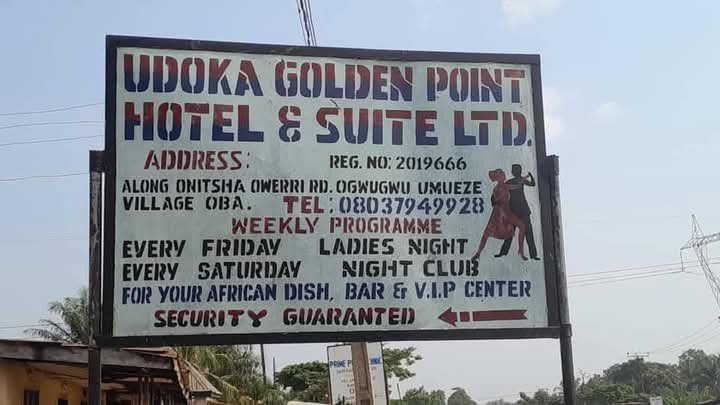 UDOKA GOLDEN POINT
HOTEL & SUITE LTD.
ADDRESS: REG. NO: 2019666
ALONG ONITSHA OWERRI RD. OGWUGWU UMUEZE
VILLAGE OBA. TEL: 08037949928
WEEKLY PROGRAMME
EVERY FRIDAY LADIES NIGHT
EVERY SATURDAY NIGHT CLUB
FOR YOUR AFRICAN DISH, BAR & V.I.P CENTER
SECURITY GUARANTED